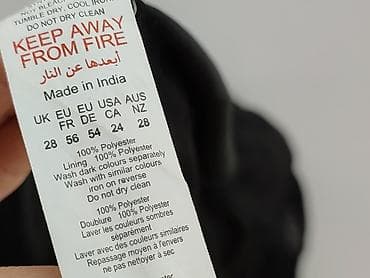 NOT BLEACH
TUMBLE DRY, COOL IRON
DO NOT DRY CLEAN
KEEP AWAY
FROM FIRE
أبعدها عن النار
Made in India
UK EU EU USA AUS
FR DE CA NZ
28 56 54 24 28
100% Polyester
Lining 100% Polyester
Wash dark colours separately
Wash with similar colours
iron on reverse
Do not dry clean
100% Polyester
Doublure 100% Polyester
Laver les couleurs sombres
séparément
Laver avec des couleurs similaires
Repassage moyen à l'envers
ne pas nettoyer à sec